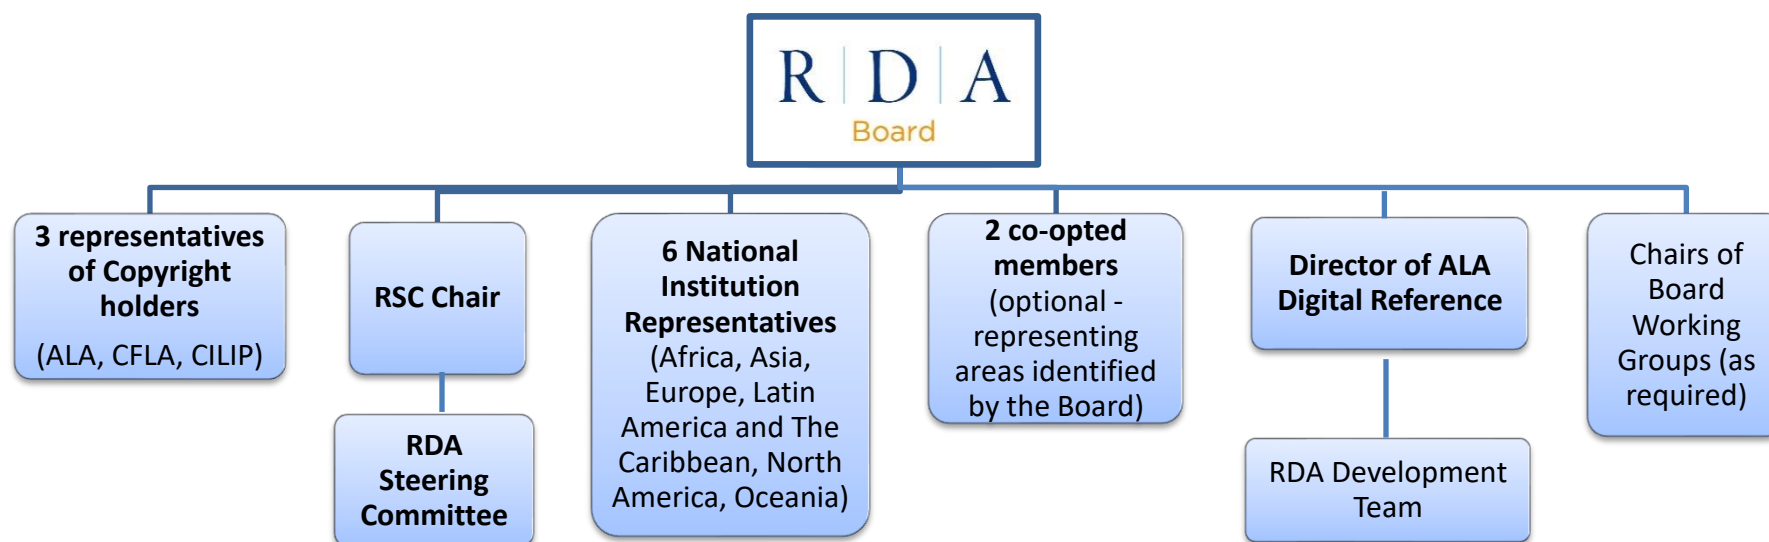 R | D | A
Board
3 representatives
of Copyright
holders
(ALA, CFLA, CILIP)
RSC Chair
RDA
Steering
Committee
6 National
Institution
Representatives
(Africa, Asia,
Europe, Latin
America and The
Caribbean, North
America, Oceania)
2 co-opted
members
(optional -
representing
areas identified
by the Board)
Director of ALA
Digital Reference
RDA Development
Team
Chairs of
Board
Working
Groups (as
required)